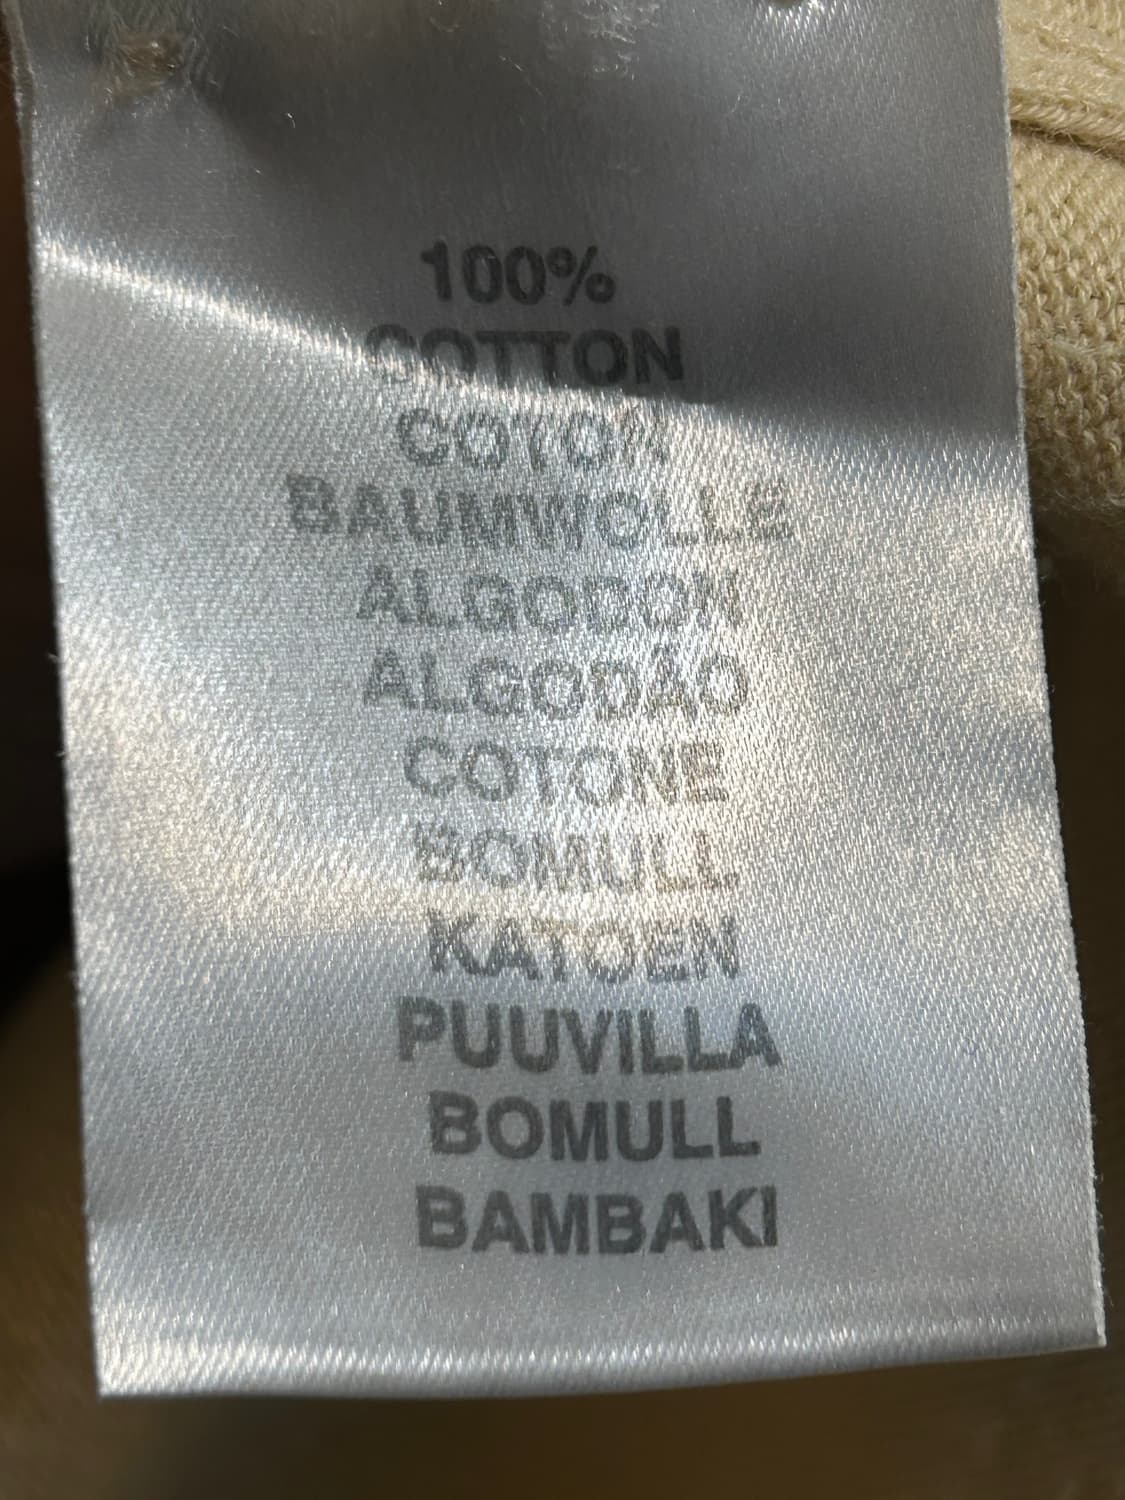 100%
COTTON
COTON
BAUMWOLLE
ALGODON
ALGODÃO
COTONE
BOMULL
KATOEN
PUUVILLA
BOMULL
BAMBAKI